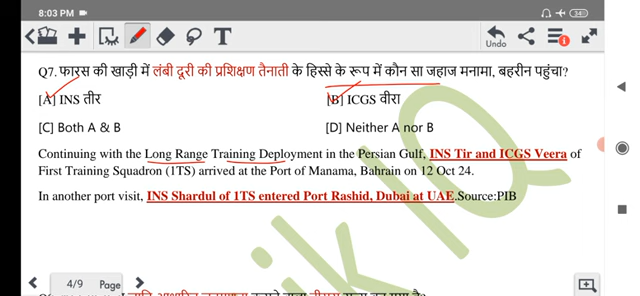 8:03 PM
34
Undo
Q7. फारस की खाड़ी में लंबी दूरी की प्रशिक्षण तैनाती के हिस्से के रूप में कौन सा जहाज मनामा, बहरीन पहुंचा?
[A] INS तीर [B] ICGS वीरा
[C] Both A & B [D] Neither A nor B
Continuing with the Long Range Training Deployment in the Persian Gulf, INS Tir and ICGS Veera of
First Training Squadron (1TS) arrived at the Port of Manama, Bahrain on 12 Oct 24.
In another port visit, INS Shardul of 1TS entered Port Rashid, Dubai at UAE.Source:PIB
ik IQ
4/9 Page